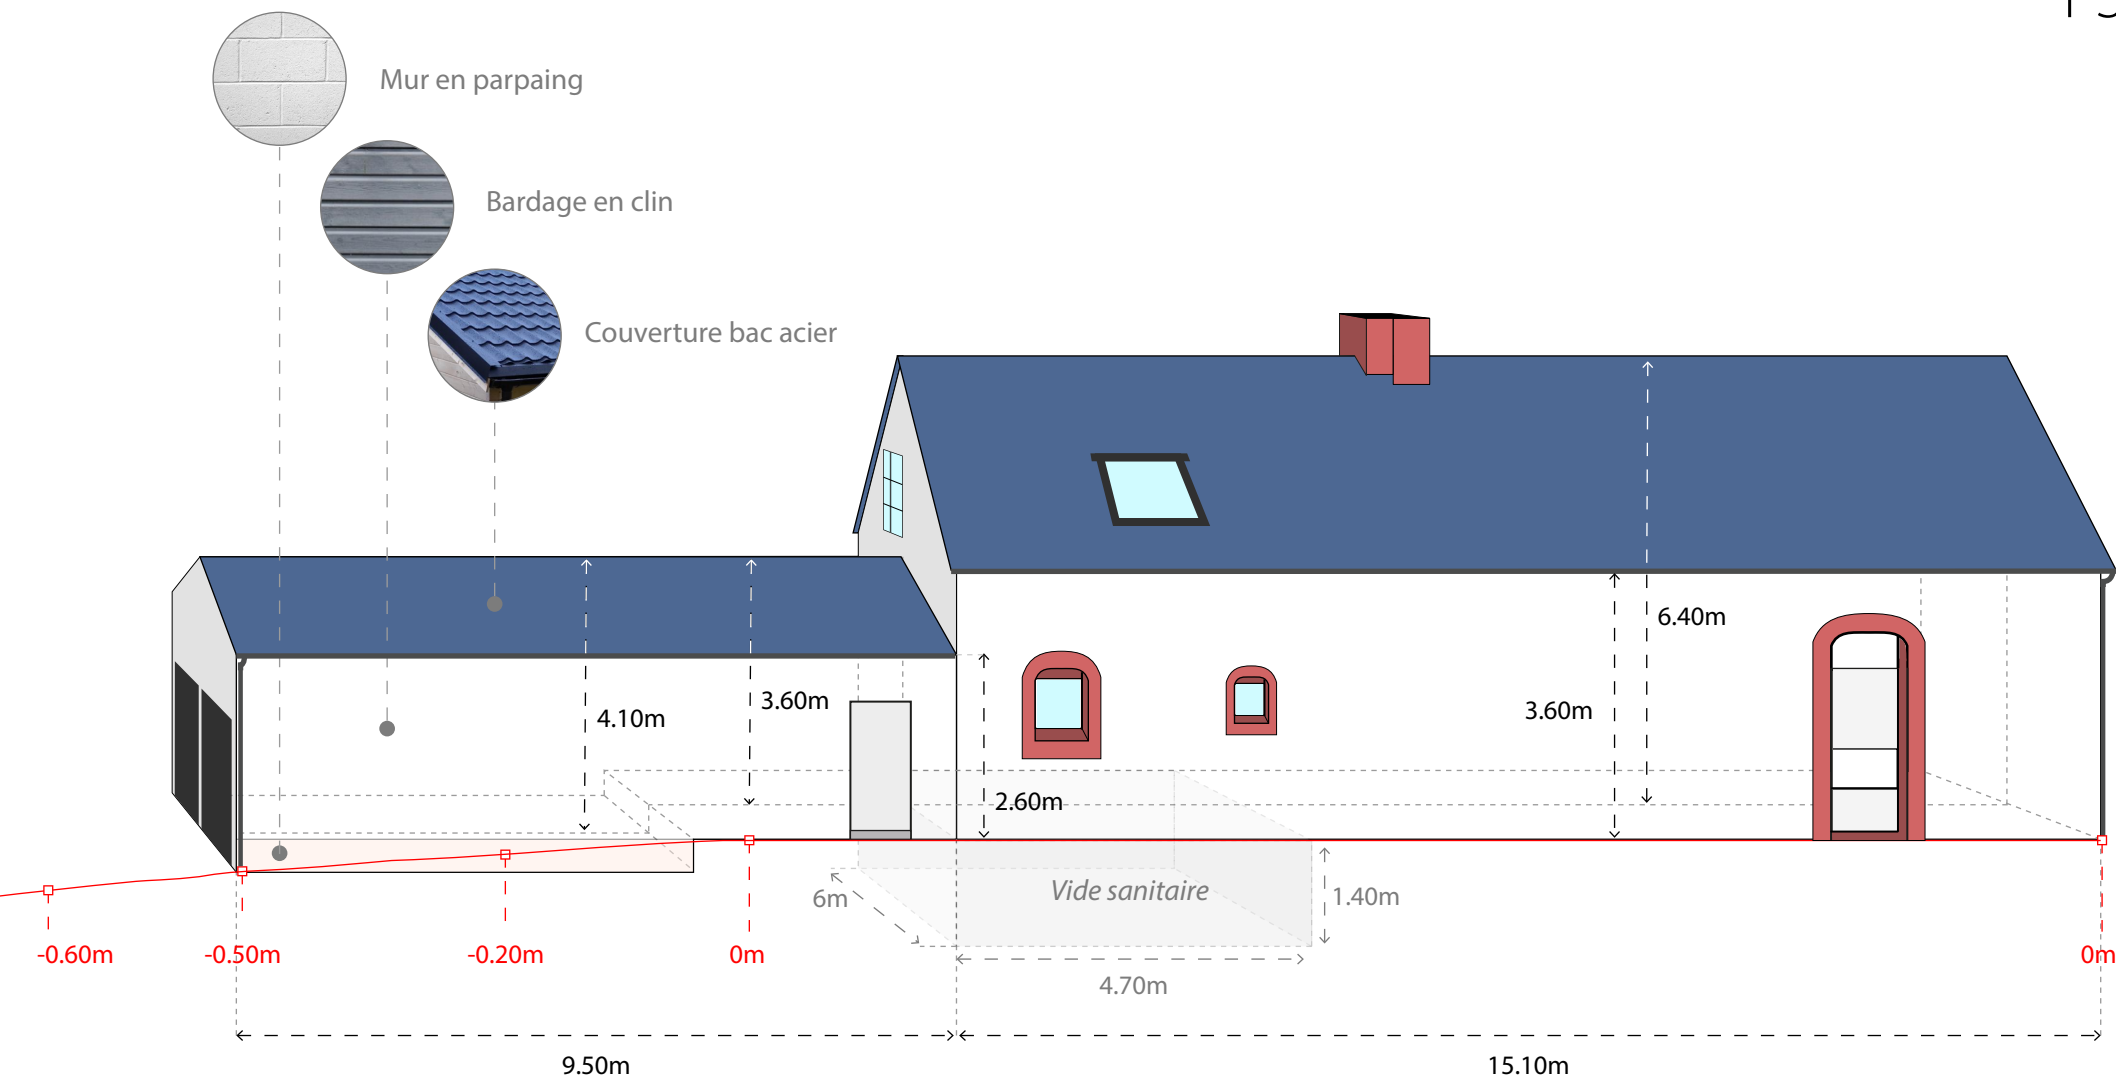 Mur en parpaing
Bardage en clin
Couverture bac acier
6.40m
3.60m
4.10m
3.60m
2.60m
6m
Vide sanitaire
1.40m
-0.60m
-0.50m
-0.20m
0m
0m
4.70m
9.50m
15.10m